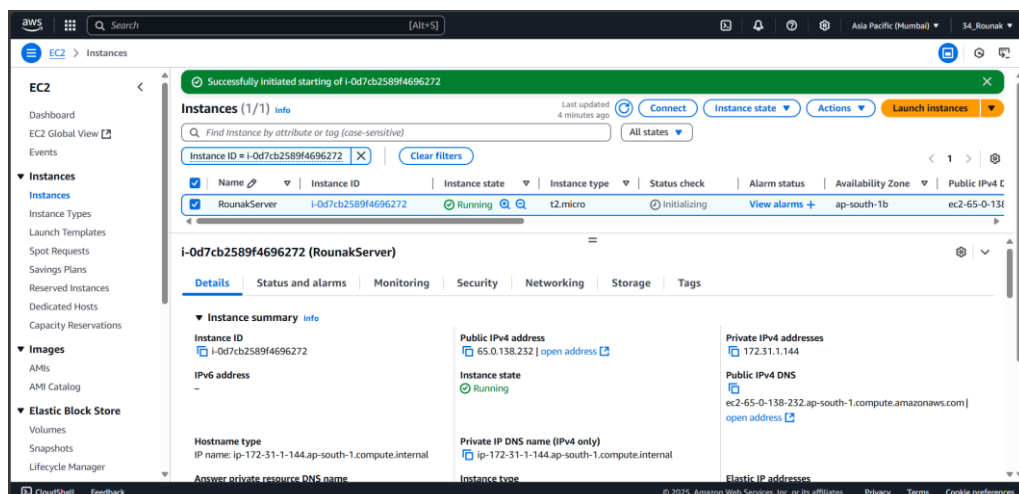 aws Search [Alt+S] Asia Pacific (Mumbai) 34_Rounak
EC2 > Instances
EC2
Dashboard
EC2 Global View
Events
Instances
Instances
Instance Types
Launch Templates
Spot Requests
Savings Plans
Reserved Instances
Dedicated Hosts
Capacity Reservations
Images
AMIs
AMI Catalog
Elastic Block Store
Volumes
Snapshots
Lifecycle Manager
Successfully initiated starting of i-0d7cb2589f4696272
Instances (1/1) Info
Last updated
4 minutes ago
Connect Instance state Actions Launch instances
Find Instance by attribute or tag (case-sensitive) All states
Instance ID = i-0d7cb2589f4696272 Clear filters 1
Name Instance ID Instance state Instance type Status check Alarm status Availability Zone Public IPv4 D
RounakServer i-0d7cb2589f4696272 Running t2.micro Initializing View alarms + ap-south-1b ec2-65-0-138
i-0d7cb2589f4696272 (RounakServer)
Details Status and alarms Monitoring Security Networking Storage Tags
Instance summary Info
Instance ID Public IPv4 address Private IPv4 addresses
i-0d7cb2589f4696272 65.0.138.232 | open address 172.31.1.144
IPv6 address Instance state Public IPv4 DNS
– Running
ec2-65-0-138-232.ap-south-1.compute.amazonaws.com |
open address
Hostname type Private IP DNS name (IPv4 only)
IP name: ip-172-31-1-144.ap-south-1.compute.internal ip-172-31-1-144.ap-south-1.compute.internal
Answer private resource DNS name Instance type Elastic IP addresses
CloudShell Feedback © 2025, Amazon Web Services, Inc. or its affiliates. Privacy Terms Cookie preferences